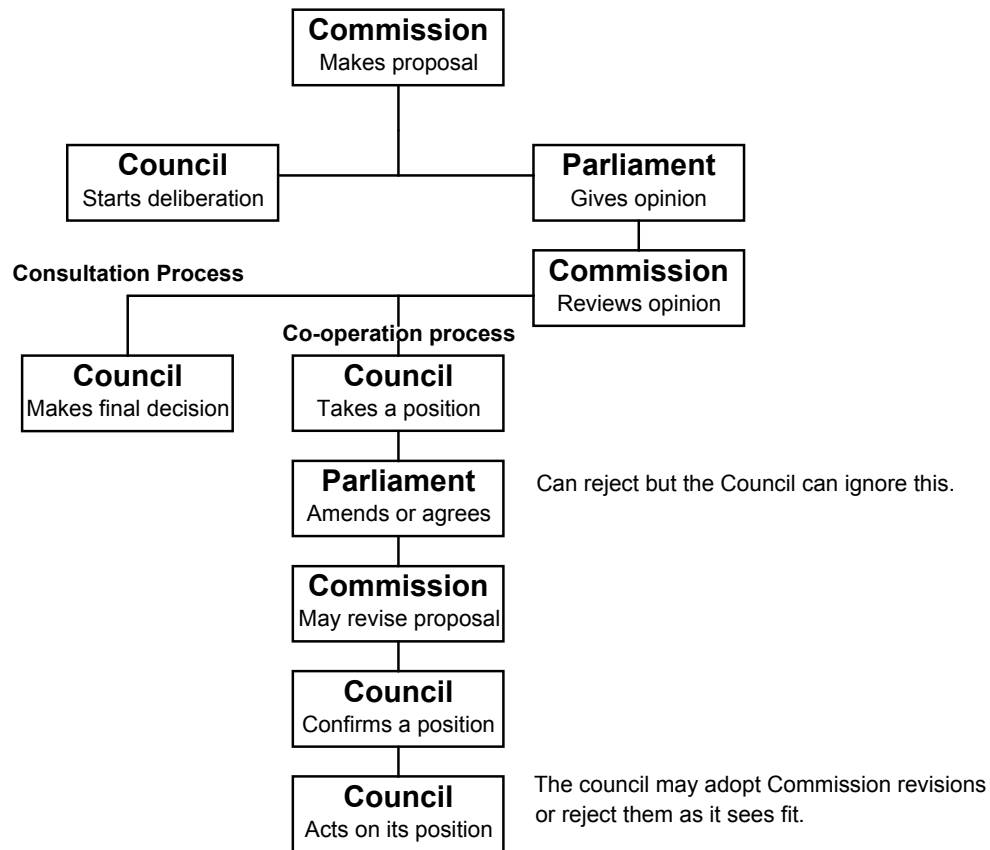 Commission
Makes proposal
Council
Starts deliberation
Parliament
Gives opinion
Commission
Reviews opinion
Consultation Process
Co-operation process
Council
Makes final decision
Council
Takes a position
Parliament
Amends or agrees
Can reject but the Council can ignore this.
Commission
May revise proposal
Council
Confirms a position
Council
Acts on its position
The council may adopt Commission revisions
or reject them as it sees fit.